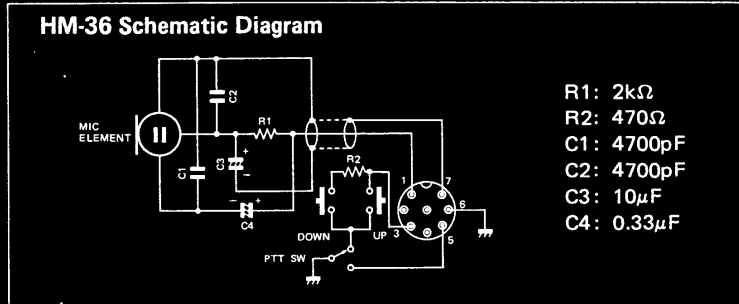 HM-36 Schematic Diagram
C2
R1
MIC
ELEMENT
C3
+
−
C1
R2
1
7
6
− +
C4
3
5
DOWN
UP
PTT SW
R1: 2kΩ
R2: 470Ω
C1: 4700pF
C2: 4700pF
C3: 10μF
C4: 0.33μF